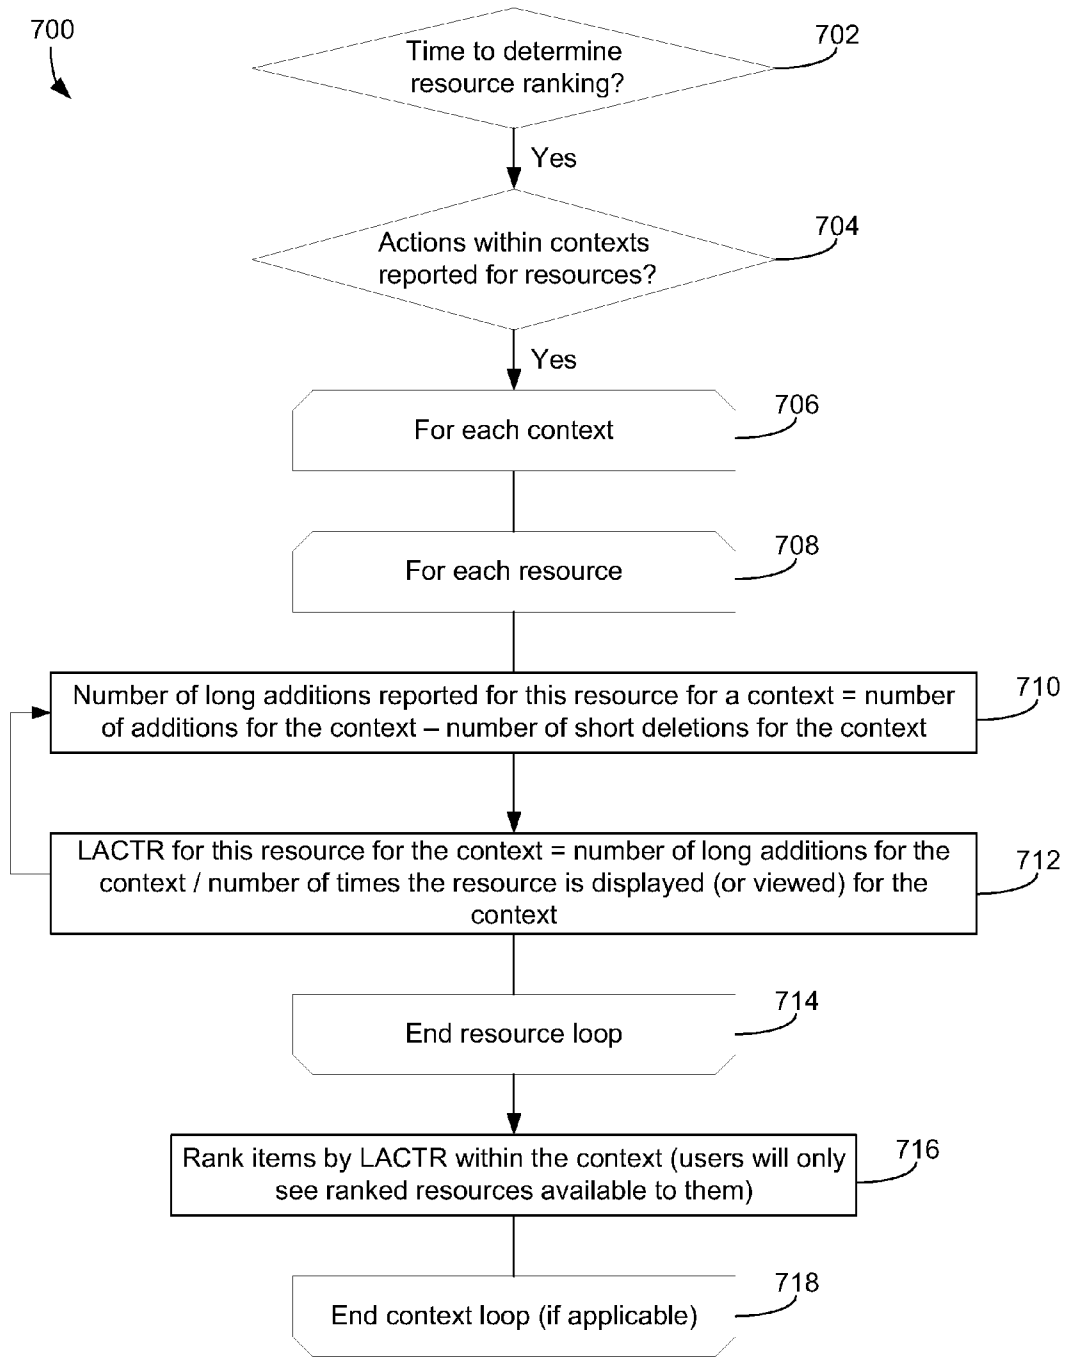 700
Time to determine
resource ranking?
702
Yes
Actions within contexts
reported for resources?
704
Yes
For each context
706
For each resource
708
Number of long additions reported for this resource for a context = number
of additions for the context – number of short deletions for the context
710
LACTR for this resource for the context = number of long additions for the
context / number of times the resource is displayed (or viewed) for the
context
712
End resource loop
714
Rank items by LACTR within the context (users will only
see ranked resources available to them)
716
End context loop (if applicable)
718